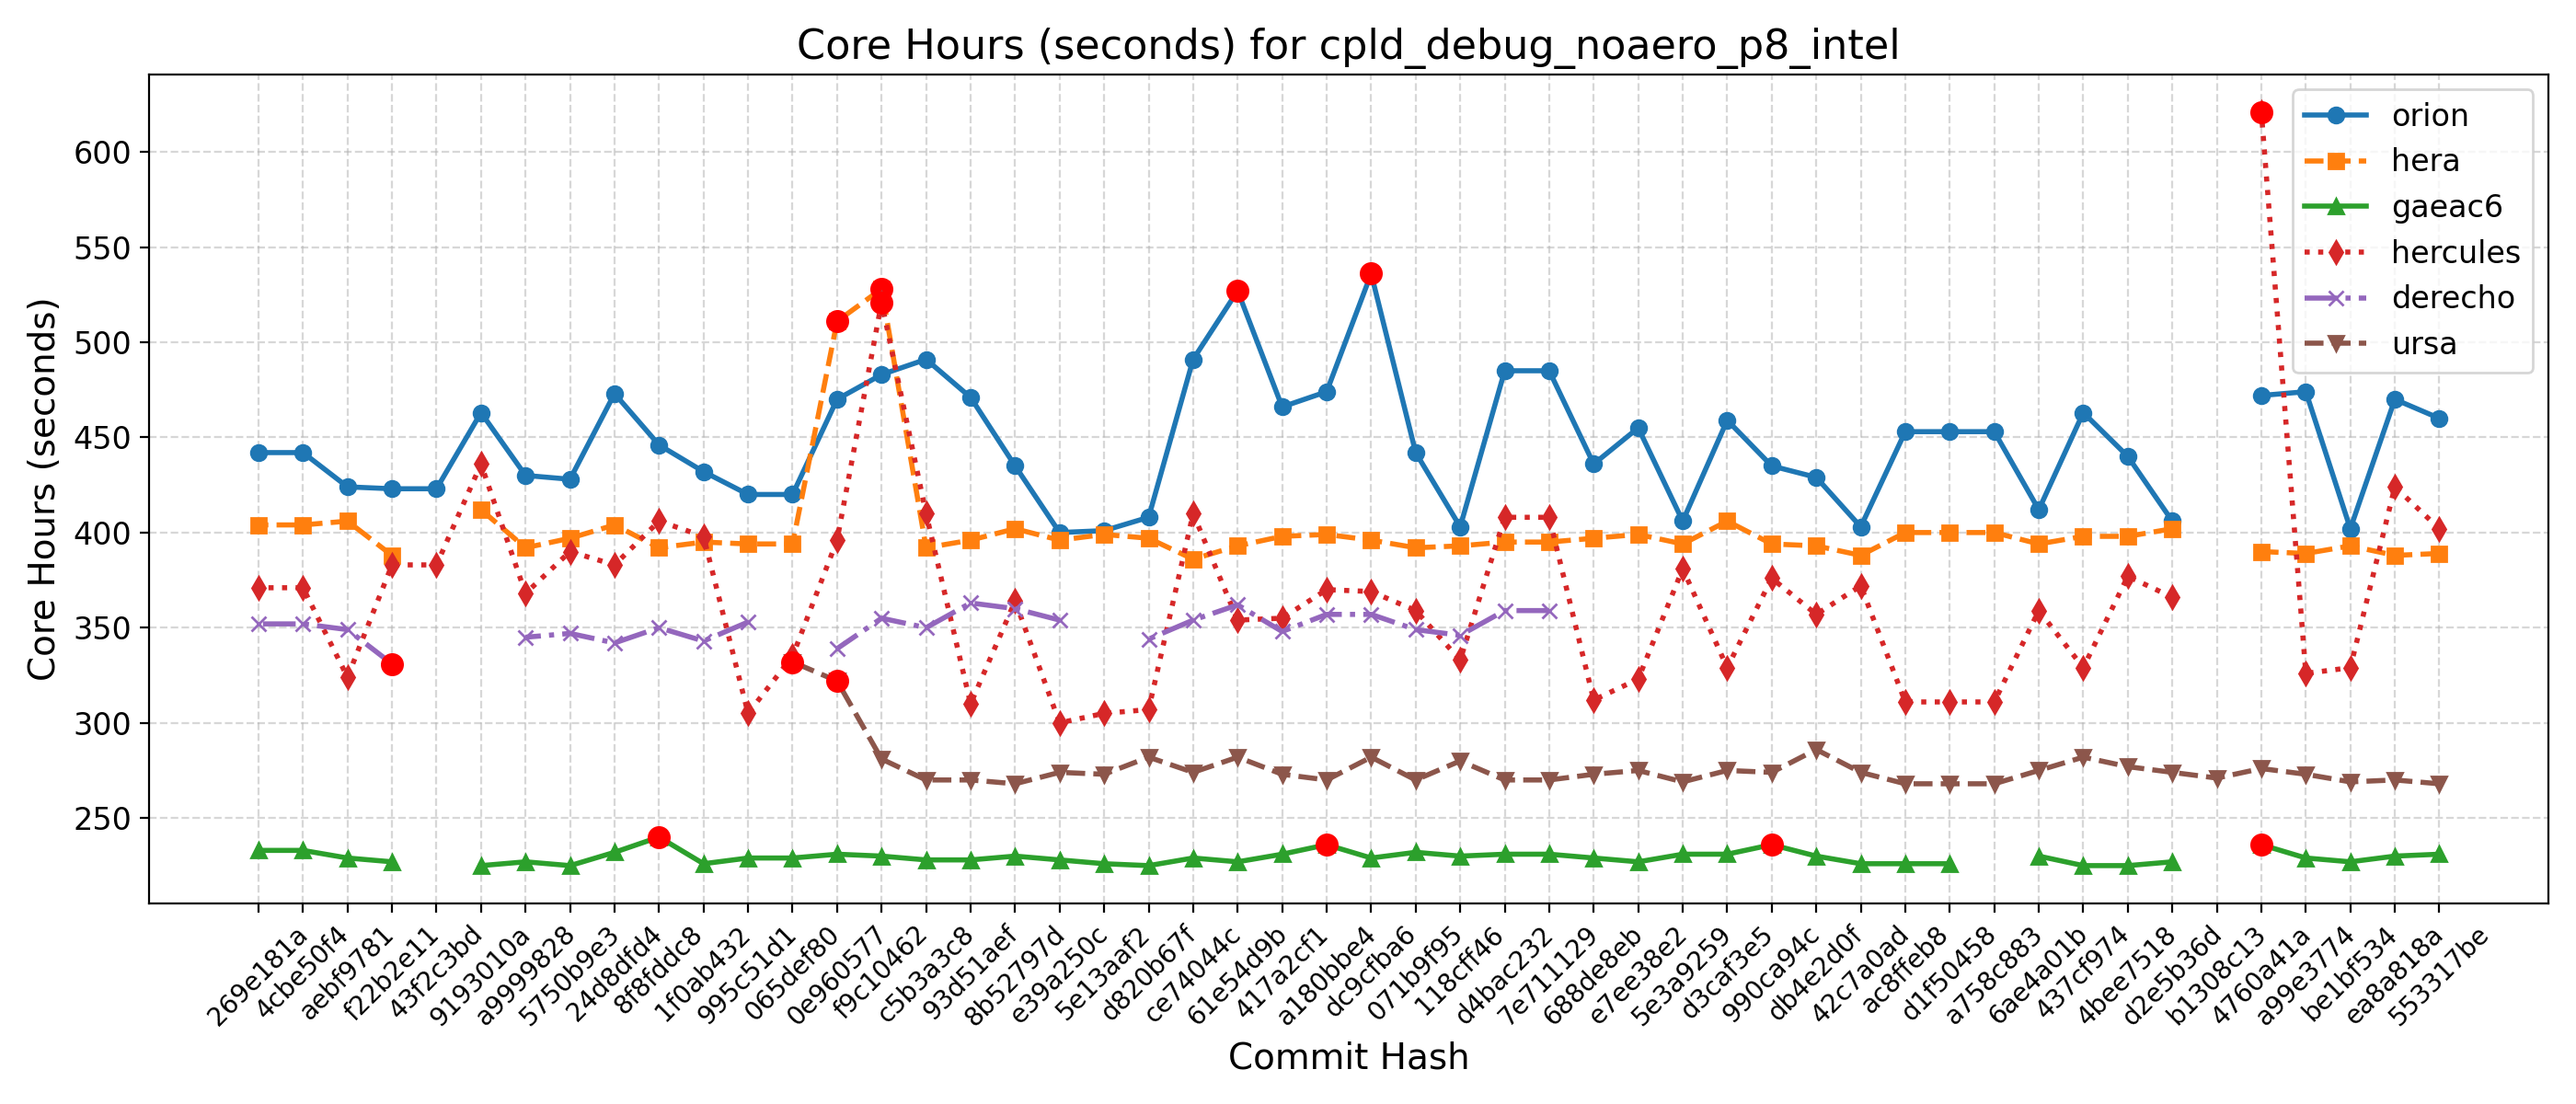 Core Hours (seconds) for cpld_debug_noaero_p8_intel
Core Hours (seconds)
600
550
500
450
400
350
300
250
orion
hera
gaeac6
hercules
derecho
ursa
269e181a
4cbe50f4
aebf9781
f22b2e11
43f2c3bd
9193010a
a9999828
5750b9e3
24d8dfd4
8f8fddc8
1f0ab432
995c51d1
065def80
0e960577
f9c10462
c5b3a3c8
93d51aef
8b52797d
e39a250c
5e13aaf2
d820b67f
ce74044c
61e54d9b
417a2cf1
a180bbe4
dc9cfba6
071b9f95
118cff46
d4bac232
7e711129
688de8eb
e7ee38e2
5e3a9259
d3caf3e5
990ca94c
db4e2d0f
42c7a0ad
ac8ffeb8
d1f50458
a758c883
6ae4a01b
437cf974
4bee7518
d2e5b36d
b1308c13
4760a41a
a99e3774
be1bf534
ea8a818a
553317be
Commit Hash